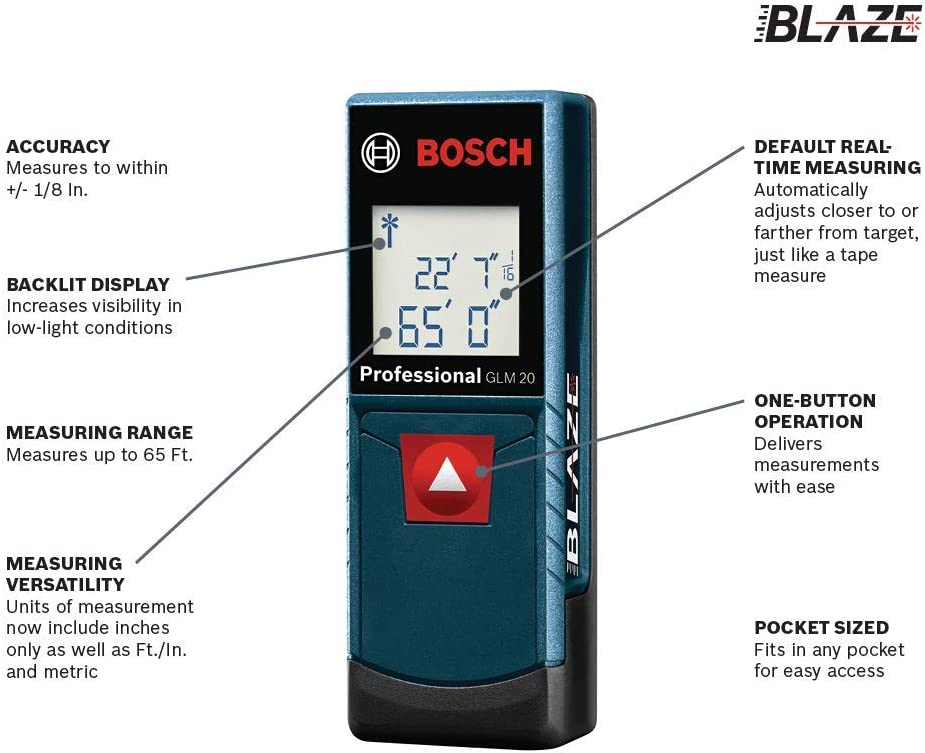 BLAZE
ACCURACY
Measures to within
+/- 1/8 In.
BACKLIT DISPLAY
Increases visibility in
low-light conditions
MEASURING RANGE
Measures up to 65 Ft.
MEASURING
VERSATILITY
Units of measurement
now include inches
only as well as Ft./In.
and metric
BOSCH
22' 7" 1/16
65' 0"
Professional GLM 20
BLAZE
DEFAULT REAL-
TIME MEASURING
Automatically
adjusts closer to or
farther from target,
just like a tape
measure
ONE-BUTTON
OPERATION
Delivers
measurements
with ease
POCKET SIZED
Fits in any pocket
for easy access